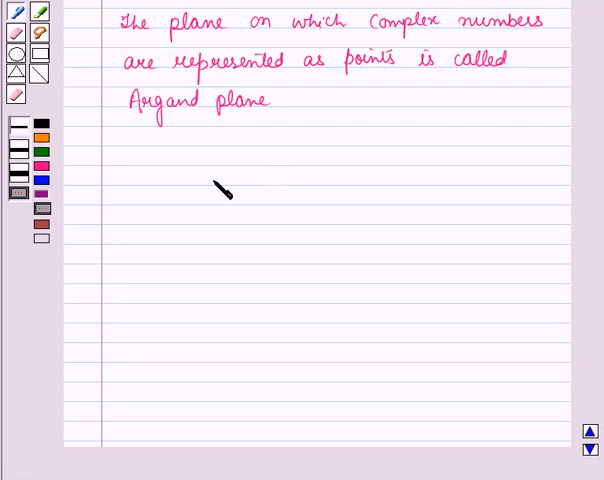 The plane on which Complex numbers
are represented as points is called
Argand plane